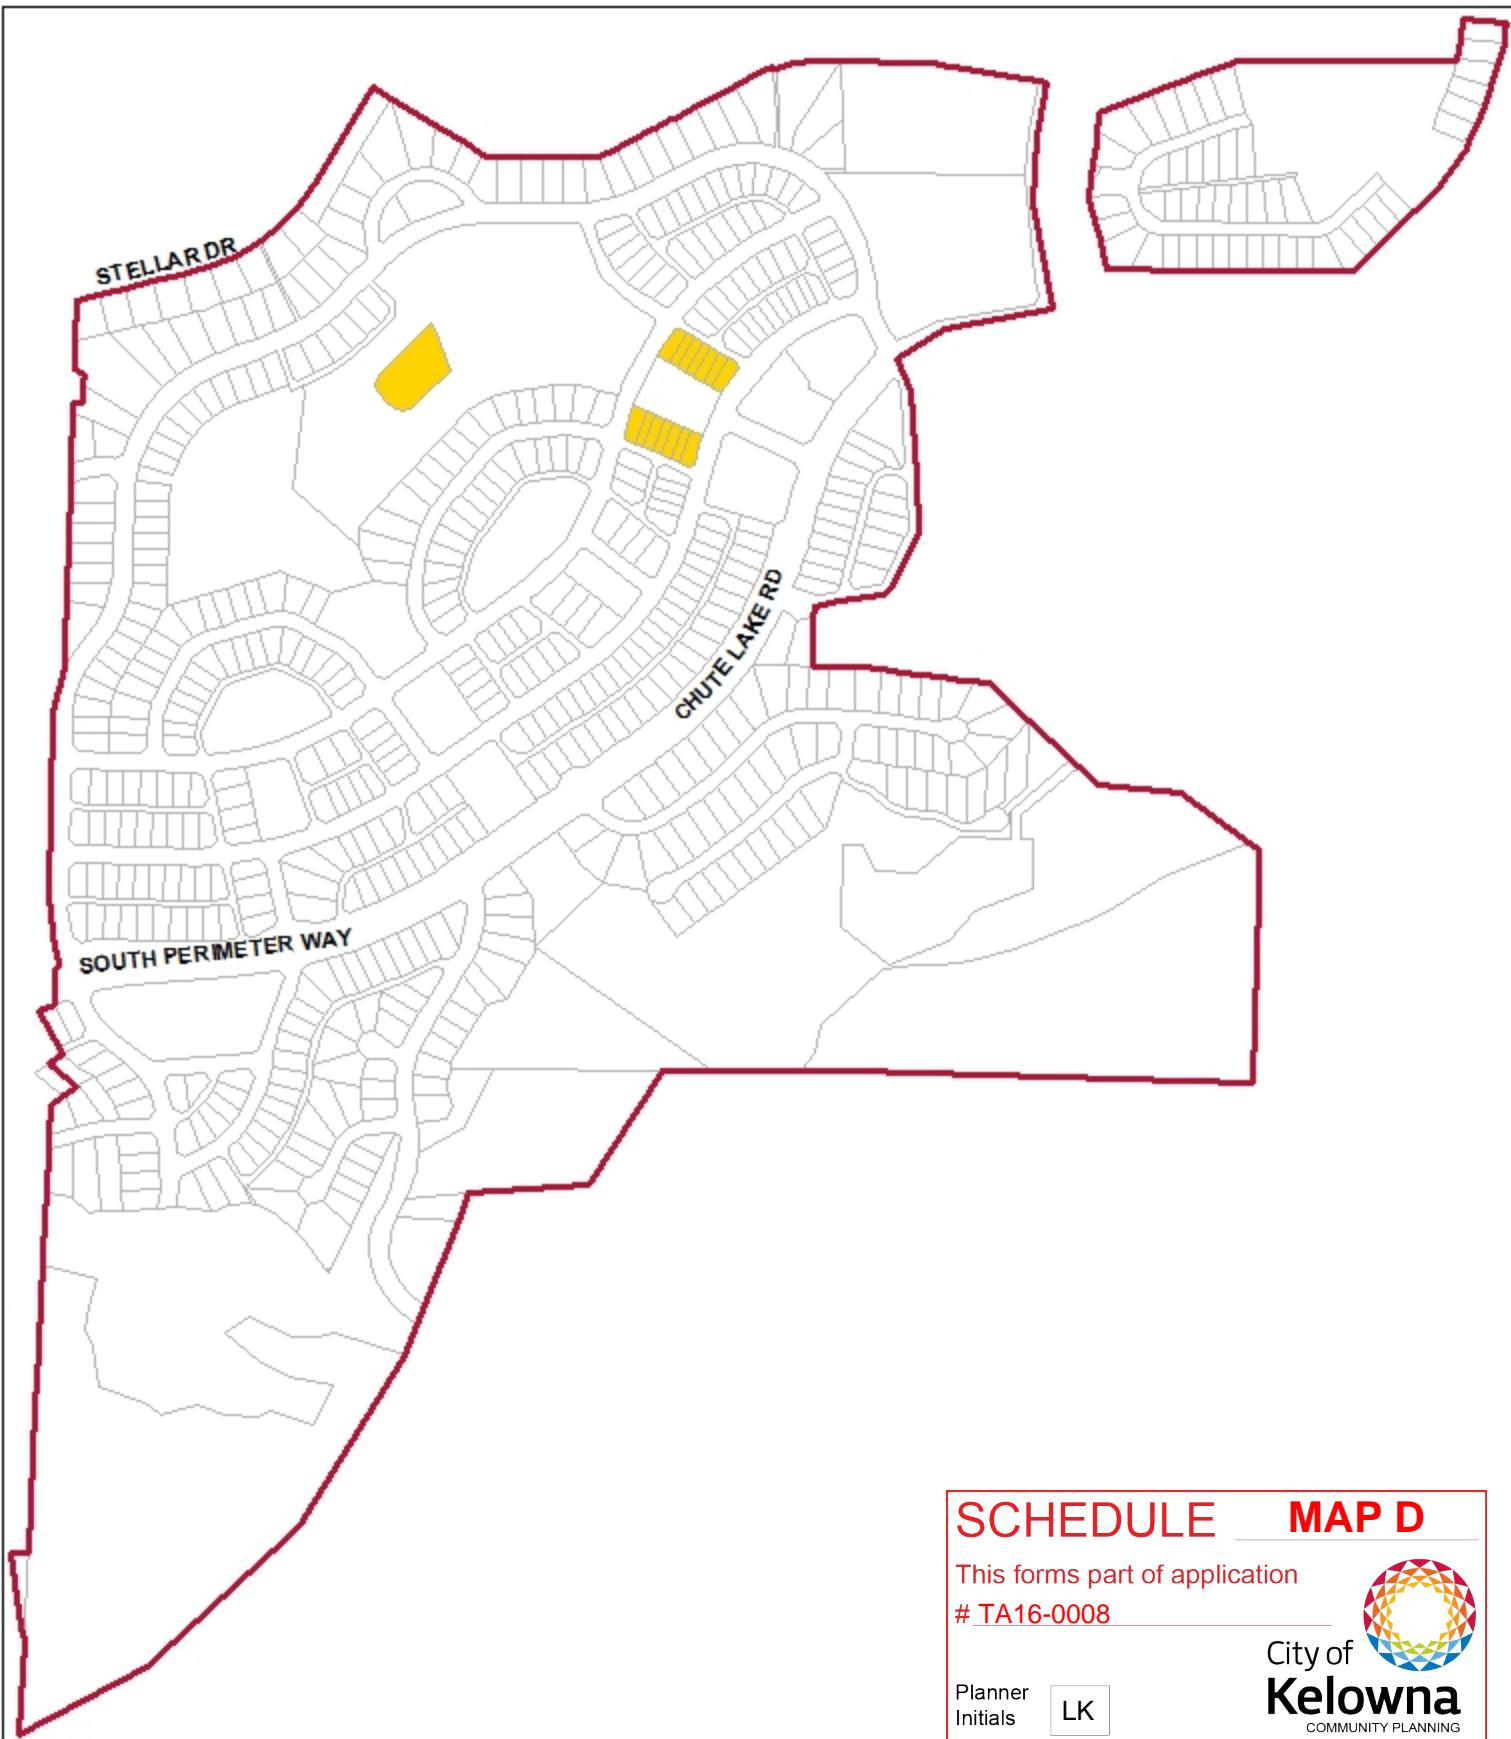 STELLAR DR
CHUTE LAKE RD
SOUTH PERIMETER WAY
SCHEDULE MAP D
This forms part of application
# TA16-0008
City of
Kelowna
COMMUNITY PLANNING
Planner
Initials
LK